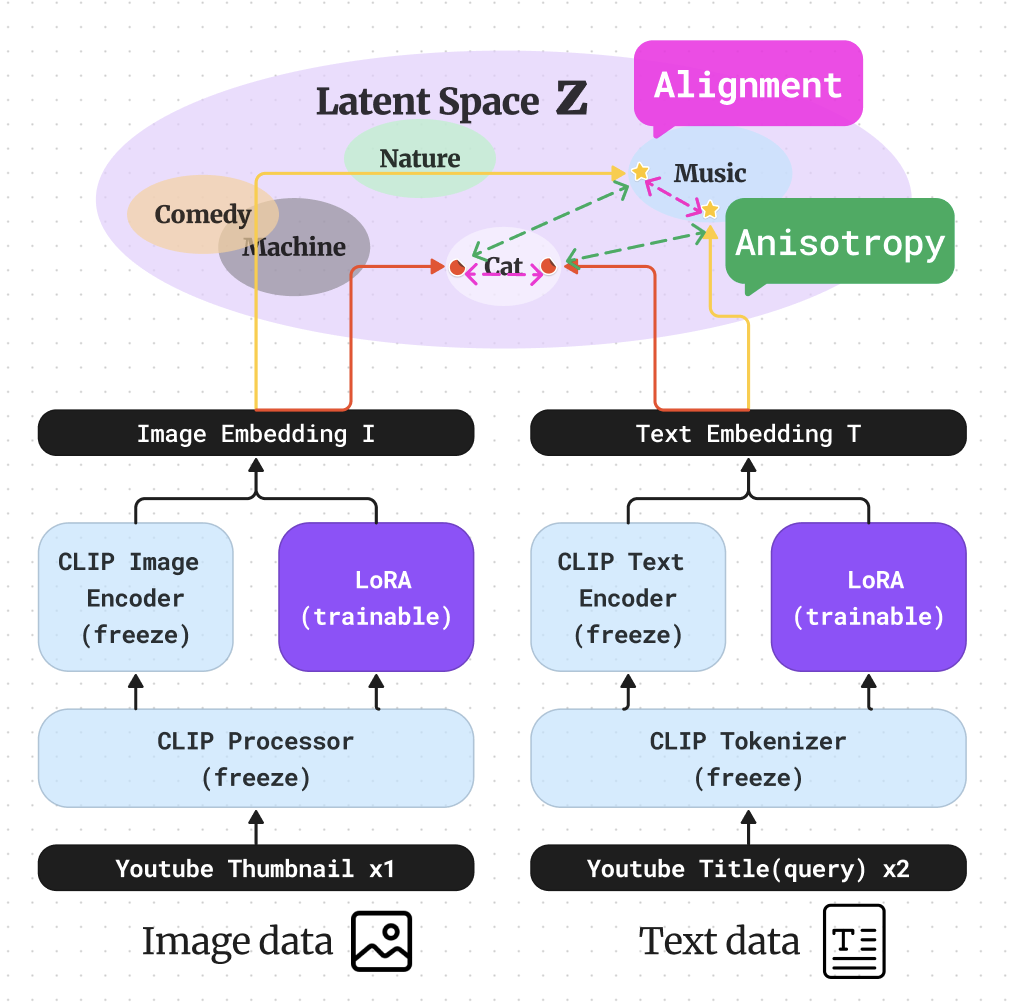 Alignment
Latent Space Z
Nature
Music
Comedy
Machine
Anisotropy
Cat
Image Embedding I
Text Embedding T
CLIP Image
Encoder
(freeze)
LoRA
(trainable)
CLIP Text
Encoder
(freeze)
LoRA
(trainable)
CLIP Processor
(freeze)
CLIP Tokenizer
(freeze)
Youtube Thumbnail x1
Youtube Title(query) x2
Image data
Text data
T